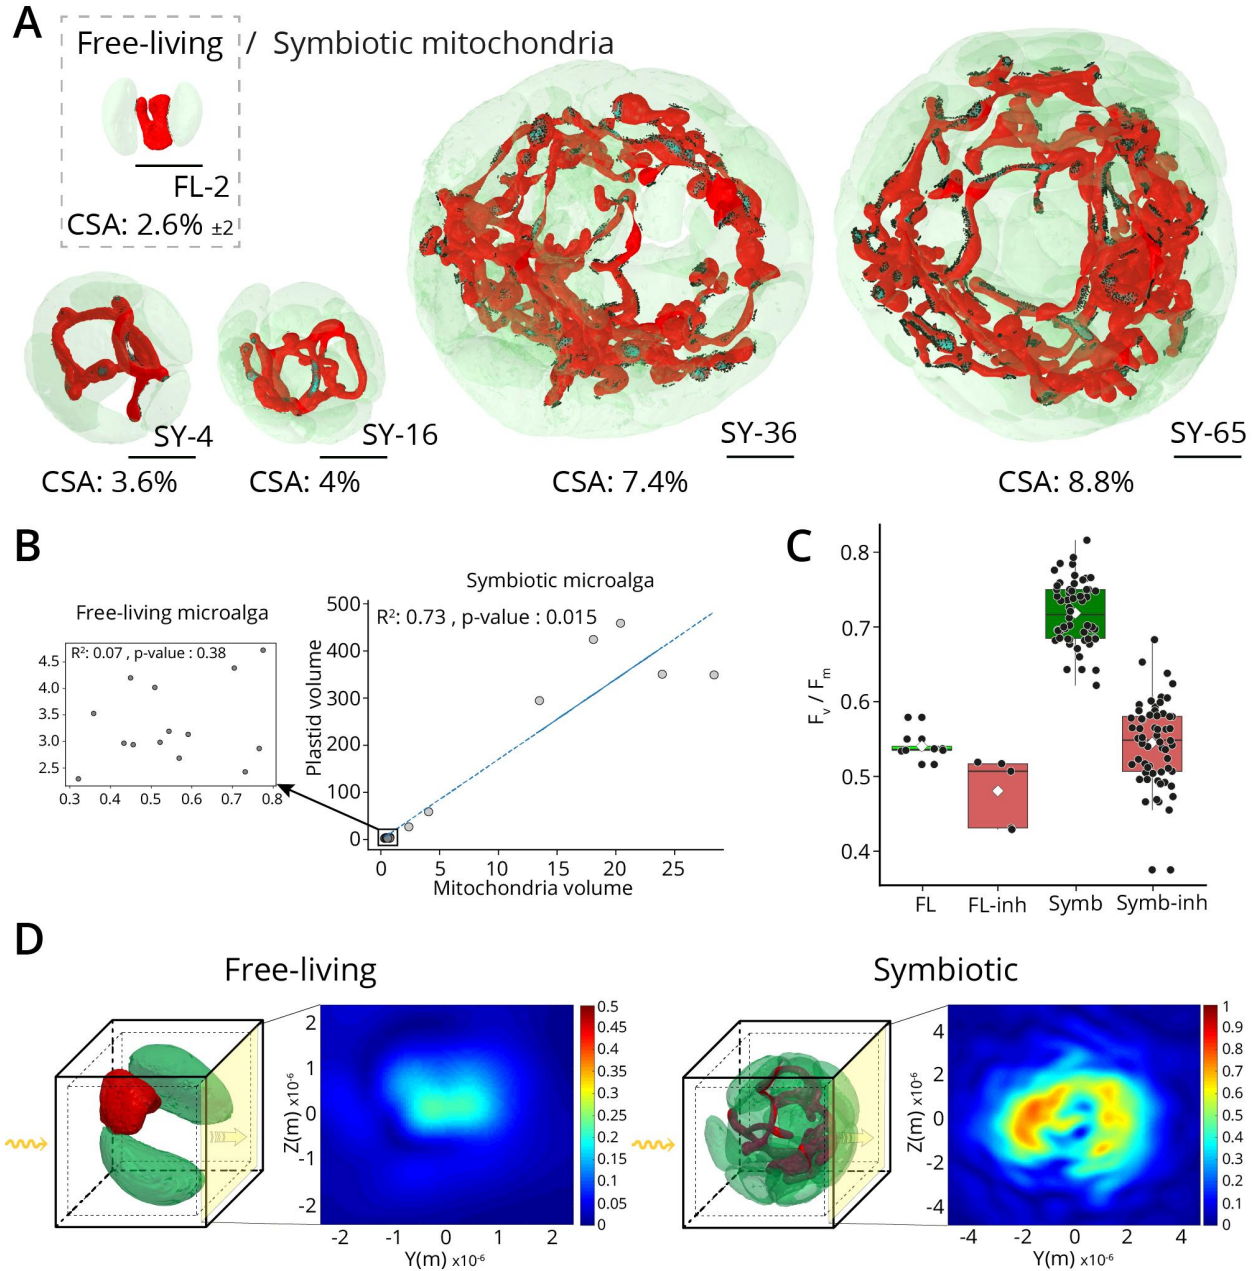 A
Free-living / Symbiotic mitochondria
FL-2
CSA: 2.6% ±2
SY-4
CSA: 3.6%
SY-16
CSA: 4%
SY-36
CSA: 7.4%
SY-65
CSA: 8.8%
B
Free-living microalga
R²: 0.07 , p-value : 0.38
4.5
4.0
3.5
3.0
2.5
0.3 0.4 0.5 0.6 0.7 0.8
Symbiotic microalga
R²: 0.73 , p-value : 0.015
Plastid volume
500
400
300
200
100
0
0 5 10 15 20 25
Mitochondria volume
C
Fv / Fm
0.8
0.7
0.6
0.5
0.4
FL FL-inh Symb Symb-inh
D
Free-living
Z(m) x10⁻⁶
2
1
0
-1
-2
-2 -1 0 1 2
Y(m) x10⁻⁶
0.5
0.45
0.4
0.35
0.3
0.25
0.2
0.15
0.1
0.05
0
Symbiotic
Z(m) x10⁻⁶
4
2
0
-2
-4
-4 -2 0 2 4
Y(m) x10⁻⁶
1
0.9
0.8
0.7
0.6
0.5
0.4
0.3
0.2
0.1
0